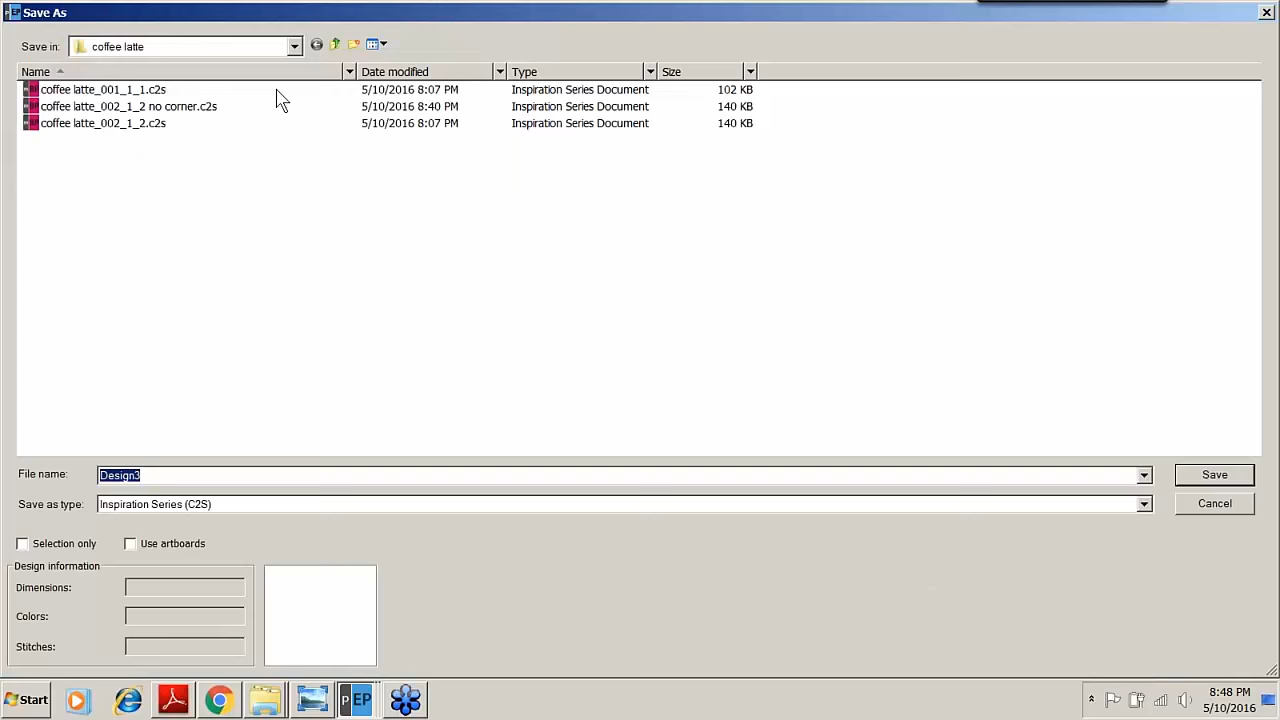 Save As
Save in: coffee latte
Name Date modified Type Size
coffee latte_001_1_1.c2s 5/10/2016 8:07 PM Inspiration Series Document 102 KB
coffee latte_002_1_2 no corner.c2s 5/10/2016 8:40 PM Inspiration Series Document 140 KB
coffee latte_002_1_2.c2s 5/10/2016 8:07 PM Inspiration Series Document 140 KB
File name: Design3 Save
Save as type: Inspiration Series (C2S) Cancel
Selection only Use artboards
Design information
Dimensions:
Colors:
Stitches:
Start PEP 8:48 PM
5/10/2016